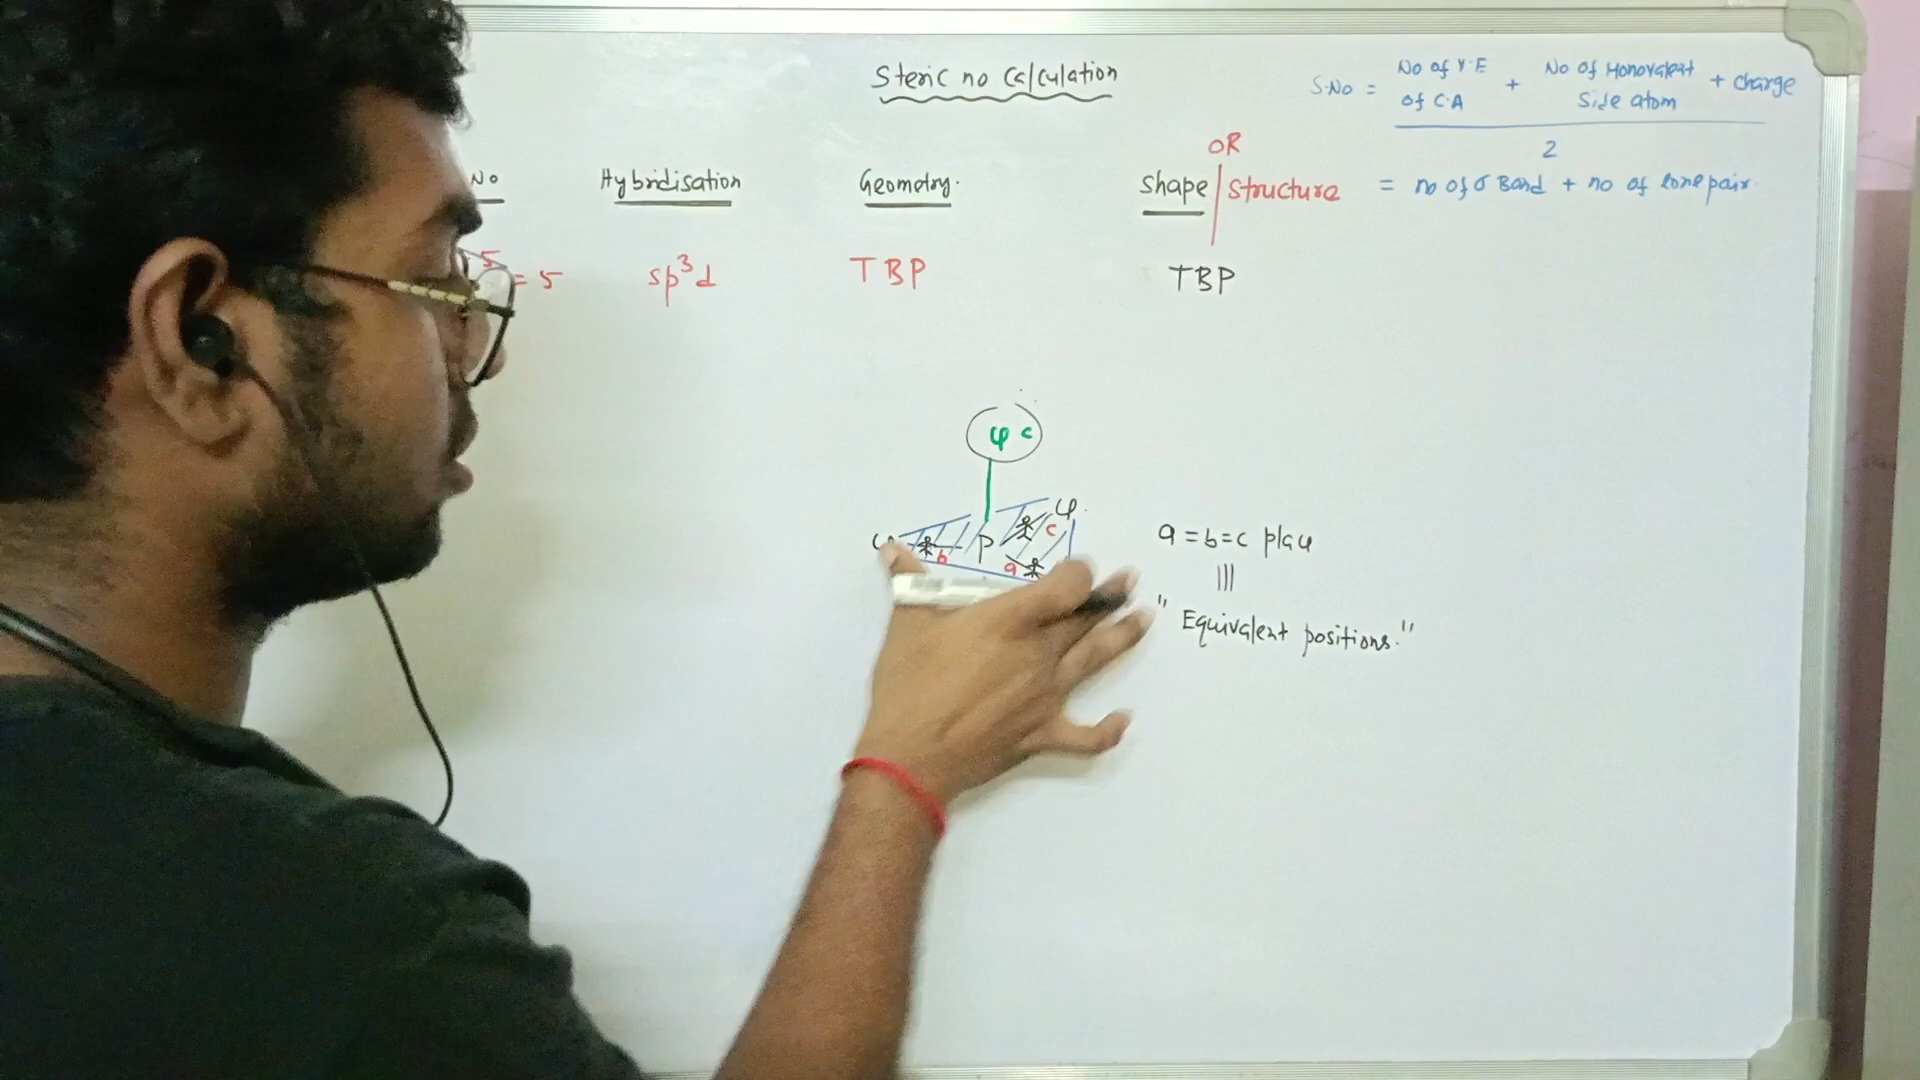 Steric no Calculation
S.No = No of V.E of C.A + No of Monovalent Side atom + Charge
2
= no of σ Bond + no of lone pair
No Hybridisation Geometry. Shape OR Structure
5
= 5 sp³d TBP TBP
φ c
φ
c
P
b
a
a = b = c place
|||
" Equivalent positions."